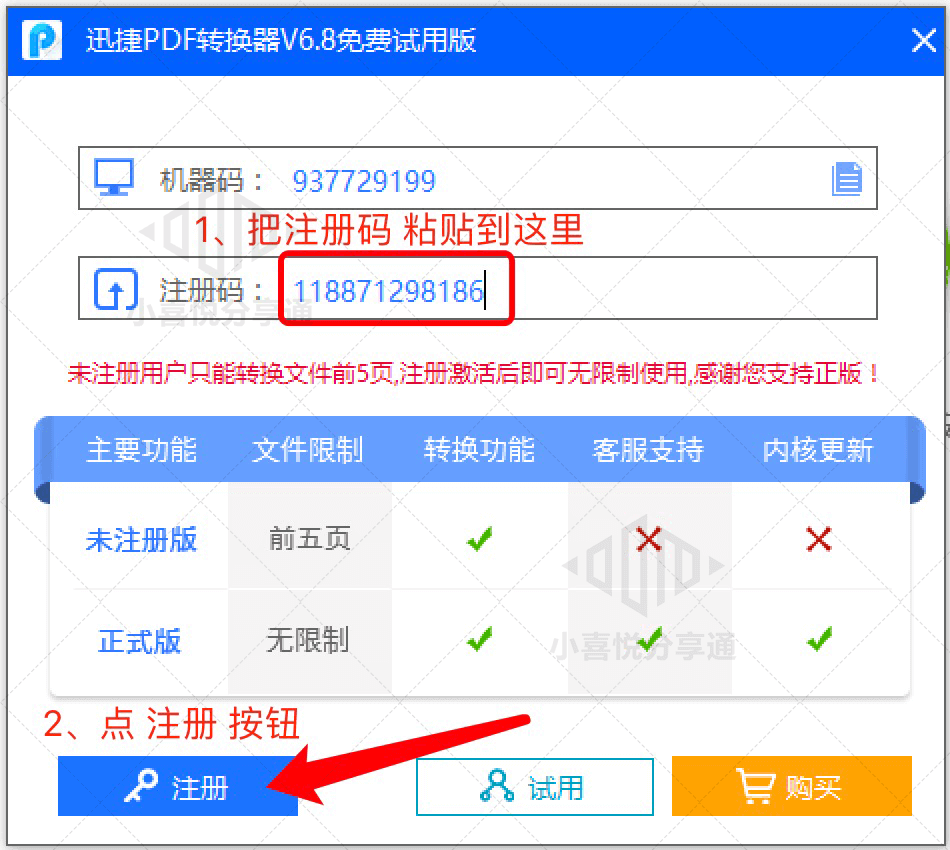 迅捷PDF转换器V6.8免费试用版
机器码： 937729199
1、把注册码 粘贴到这里
注册码： 118871298186
小喜悦分享通
未注册用户只能转换文件前5页,注册激活后即可无限制使用,感谢您支持正版！
主要功能 文件限制 转换功能 客服支持 内核更新
未注册版 前五页
正式版 无限制
小喜悦分享通
2、点 注册 按钮
注册 试用 购买